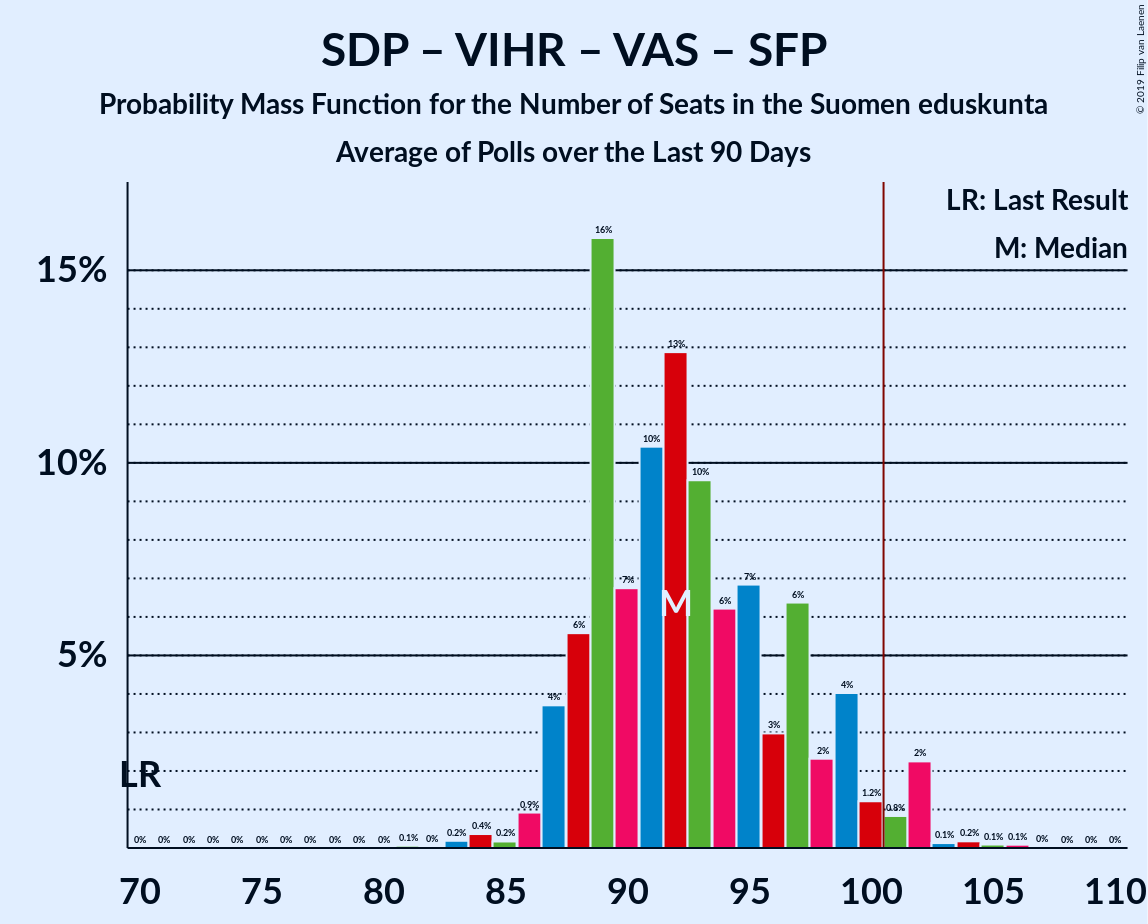 SDP – VIHR – VAS – SFP
Probability Mass Function for the Number of Seats in the Suomen eduskunta
Average of Polls over the Last 90 Days
© 2019 Filip van Laenen
LR: Last Result
M: Median
15%
10%
5%
LR
M
0% 0% 0% 0% 0% 0% 0% 0% 0% 0% 0% 0.1% 0% 0.2% 0.4% 0.2% 0.9% 4% 6% 16% 7% 10% 13% 10% 6% 7% 3% 6% 2% 4% 1.2% 0.8% 2% 0.1% 0.2% 0.1% 0.1% 0% 0% 0% 0%
70 75 80 85 90 95 100 105 110